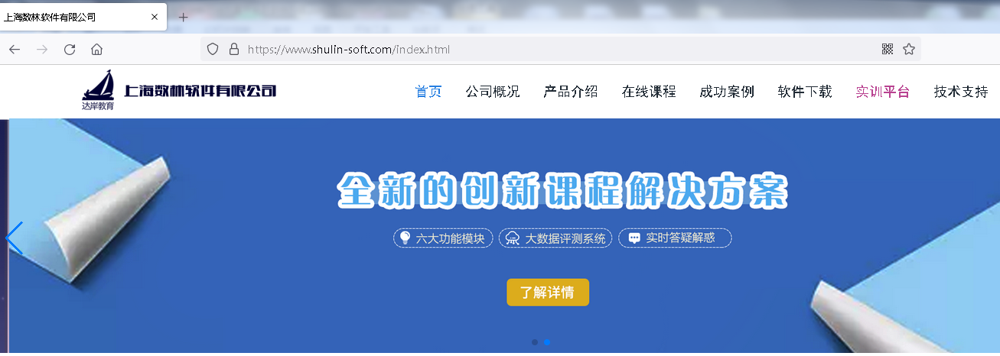 上海数林软件有限公司
https://www.shulin-soft.com/index.html
达岸教育
上海数林软件有限公司
首页 公司概况 产品介绍 在线课程 成功案例 软件下载 实训平台 技术支持
全新的创新课程解决方案
六大功能模块 大数据评测系统 实时答疑解惑
了解详情